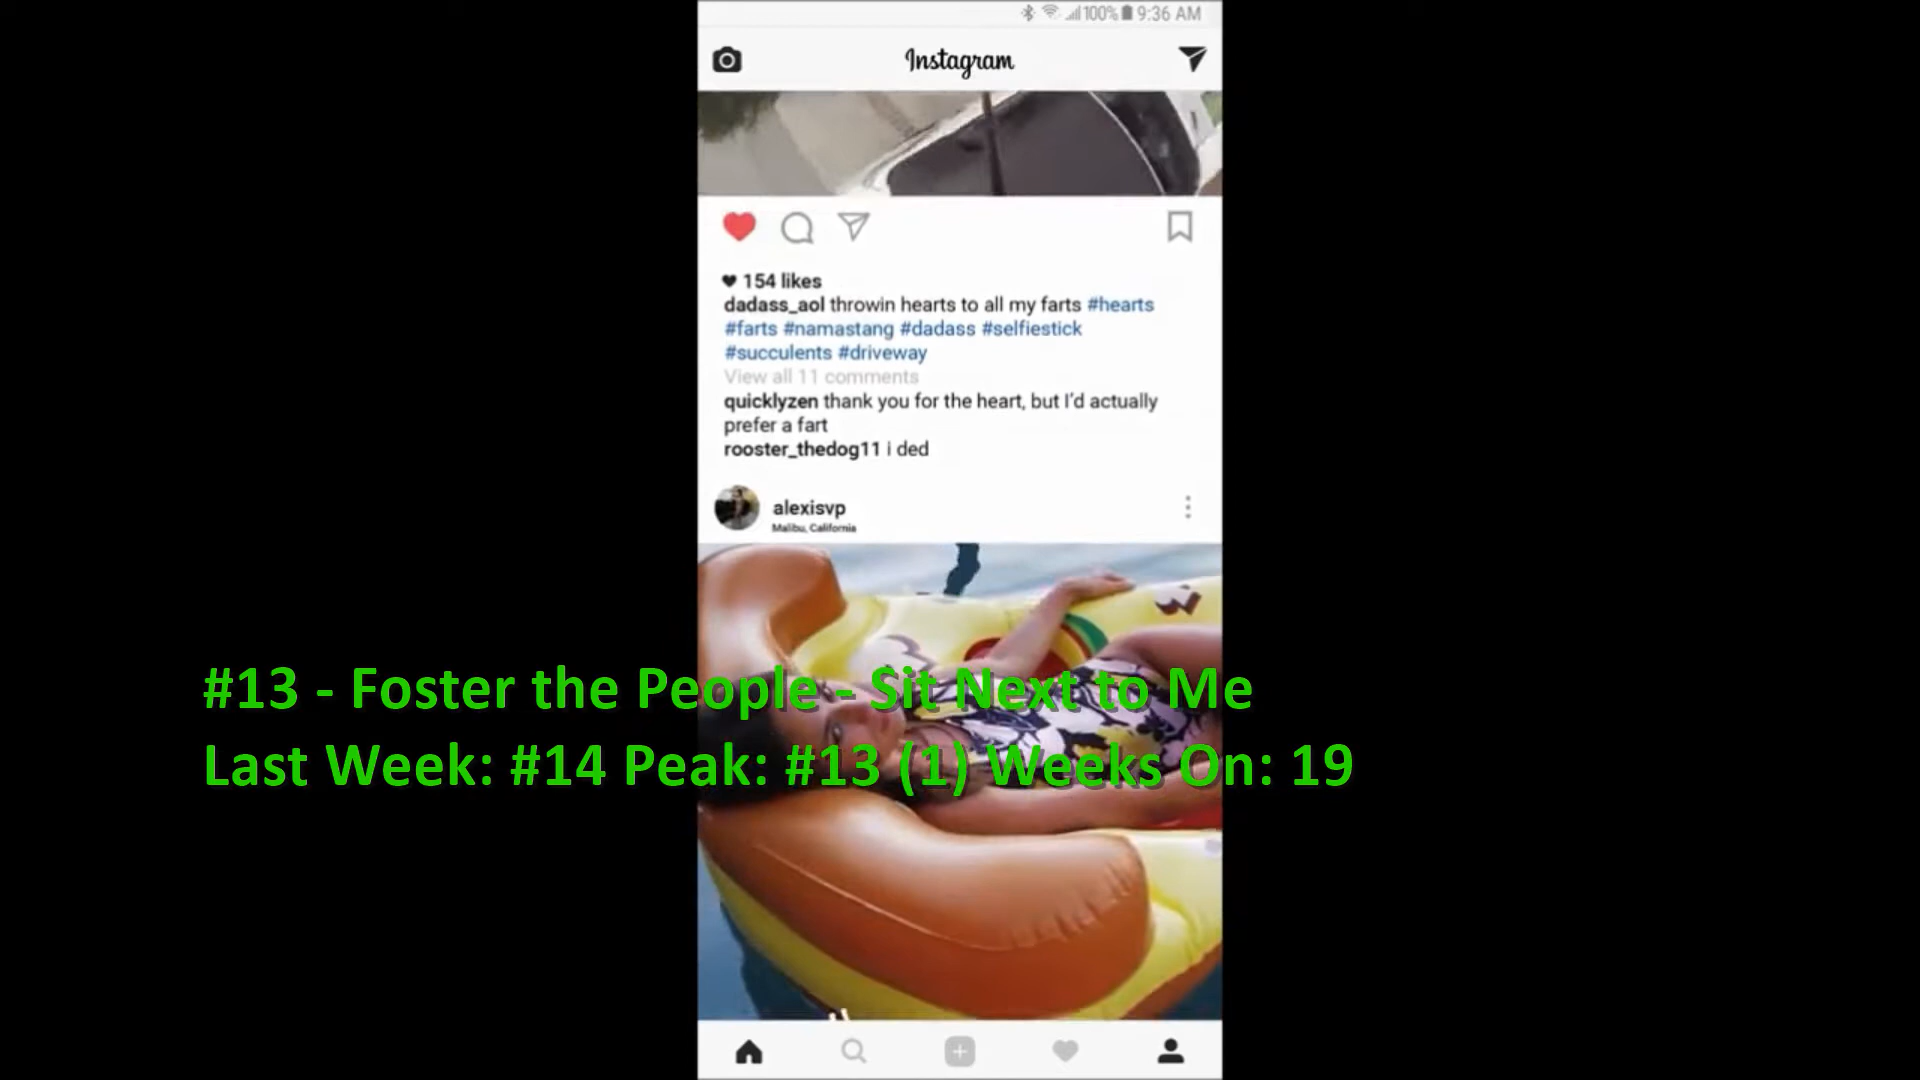 100% 9:36 AM
Instagram
154 likes
dadass_aol throwin hearts to all my farts #hearts
#farts #namastang #dadass #selfiestick
#succulents #driveway
View all 11 comments
quicklyzen thank you for the heart, but I'd actually
prefer a fart
rooster_thedog11 i ded
alexisvp
Malibu, California
#13 - Foster the People - Sit Next to Me
Last Week: #14 Peak: #13 (1) Weeks On: 19